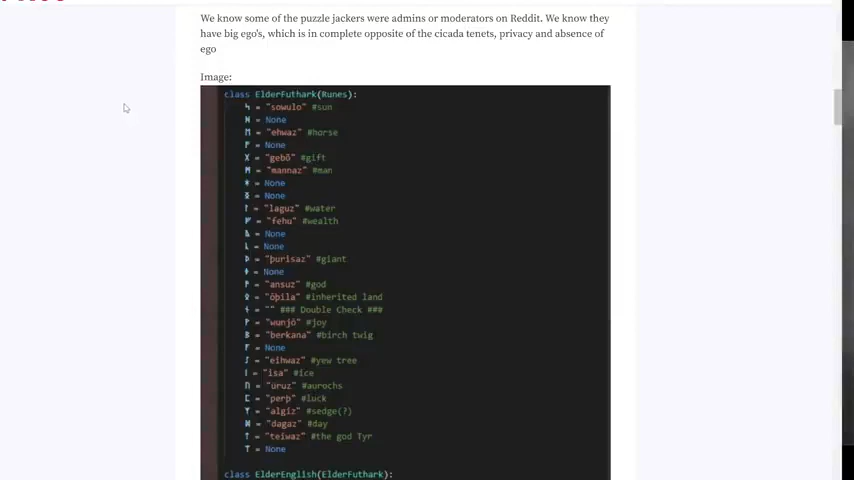 We know some of the puzzle jackers were admins or moderators on Reddit. We know they
have big ego's, which is in complete opposite of the cicada tenets, privacy and absence of
ego
Image:
class ElderFuthark(Runes):
ᛋ = "sowulo" #sun
ᚻ = None
ᛖ = "ehwaz" #horse
ᚩ = None
ᚷ = "gebō" #gift
ᛗ = "mannaz" #man
ᛡ = None
ᛝ = None
ᛚ = "laguz" #water
ᚠ = "fehu" #wealth
= None
= None
ᚦ = "þurisaz" #giant
= None
ᚨ = "ansuz" #god
ᛟ = "ōþila" #inherited land
ᚾ = "" ### Double Check ###
ᚹ = "wunjō" #joy
ᛒ = "berkana" #birch twig
= None
ᛇ = "eihwaz" #yew tree
ᛁ = "isa" #ice
ᚢ = "ūruz" #aurochs
ᛈ = "perþ" #luck
ᛉ = "algiz" #sedge(?)
ᛞ = "dagaz" #day
ᛏ = "teiwaz" #the god Tyr
= None
class ElderEnglish(ElderFuthark):